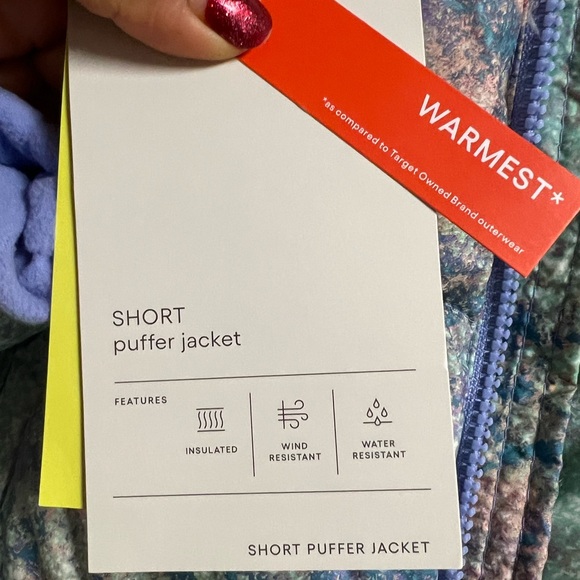 WARMEST*
*as compared to Target Owned Brand outerwear
SHORT
puffer jacket
FEATURES
INSULATED
WIND
RESISTANT
WATER
RESISTANT
SHORT PUFFER JACKET